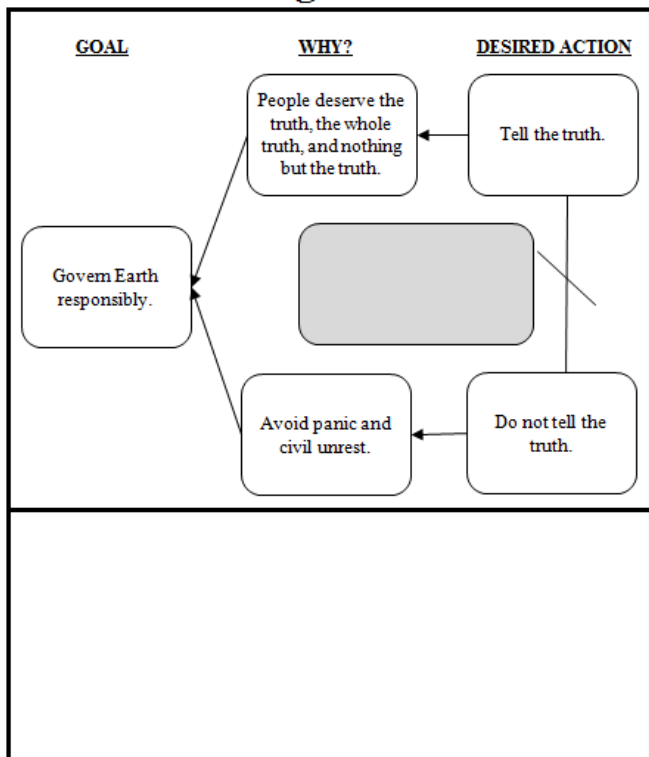 GOAL
WHY?
DESIRED ACTION
People deserve the
truth, the whole
truth, and nothing
but the truth.
Tell the truth.
Govern Earth
responsibly.
Avoid panic and
civil unrest.
Do not tell the
truth.